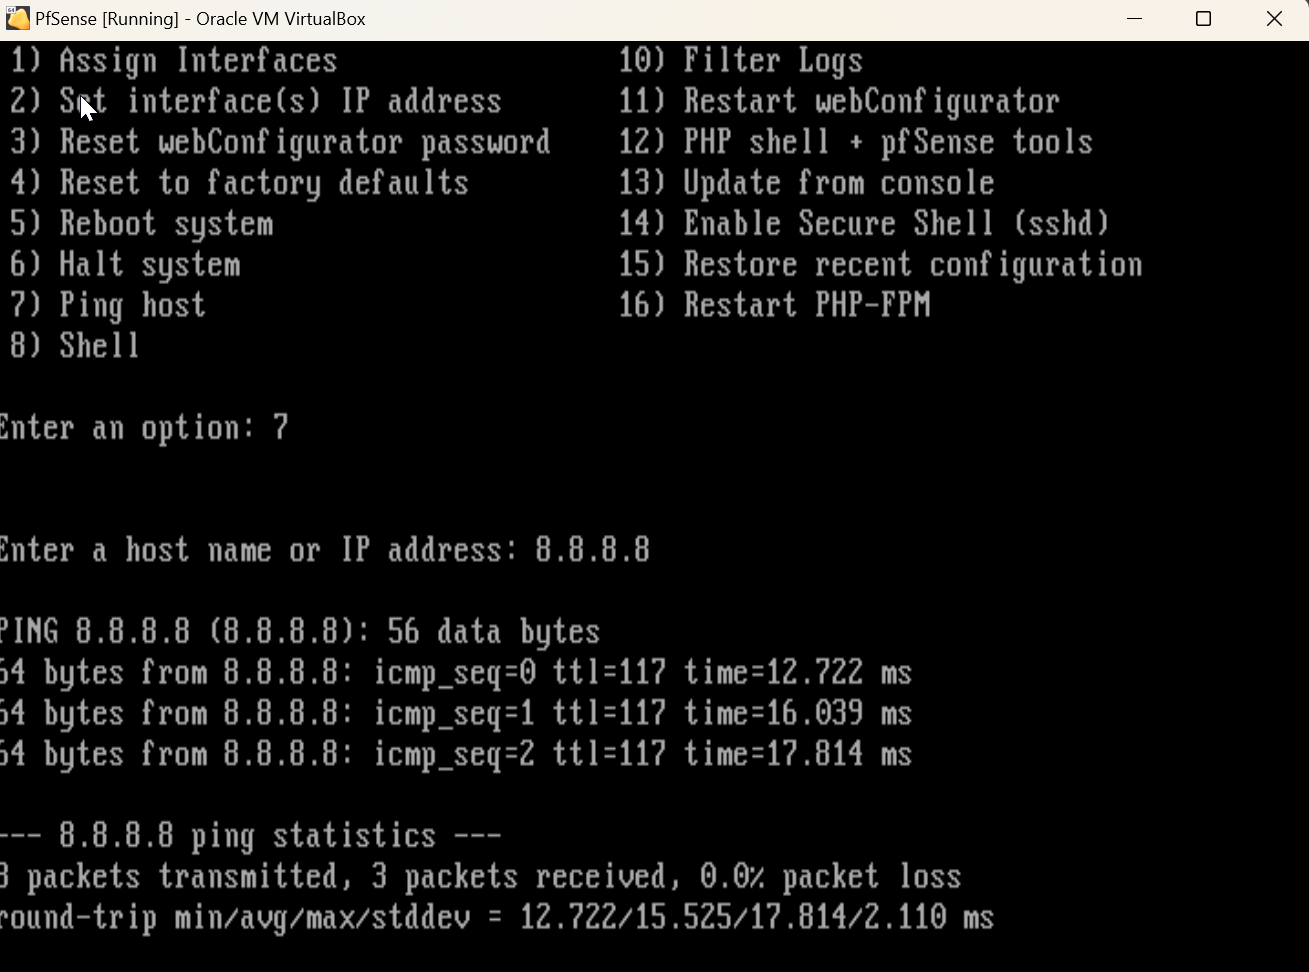 PfSense [Running] - Oracle VM VirtualBox
1) Assign Interfaces 10) Filter Logs
2) Set interface(s) IP address 11) Restart webConfigurator
3) Reset webConfigurator password 12) PHP shell + pfSense tools
4) Reset to factory defaults 13) Update from console
5) Reboot system 14) Enable Secure Shell (sshd)
6) Halt system 15) Restore recent configuration
7) Ping host 16) Restart PHP-FPM
8) Shell
Enter an option: 7
Enter a host name or IP address: 8.8.8.8
PING 8.8.8.8 (8.8.8.8): 56 data bytes
64 bytes from 8.8.8.8: icmp_seq=0 ttl=117 time=12.722 ms
64 bytes from 8.8.8.8: icmp_seq=1 ttl=117 time=16.039 ms
64 bytes from 8.8.8.8: icmp_seq=2 ttl=117 time=17.814 ms
--- 8.8.8.8 ping statistics ---
3 packets transmitted, 3 packets received, 0.0% packet loss
round-trip min/avg/max/stddev = 12.722/15.525/17.814/2.110 ms